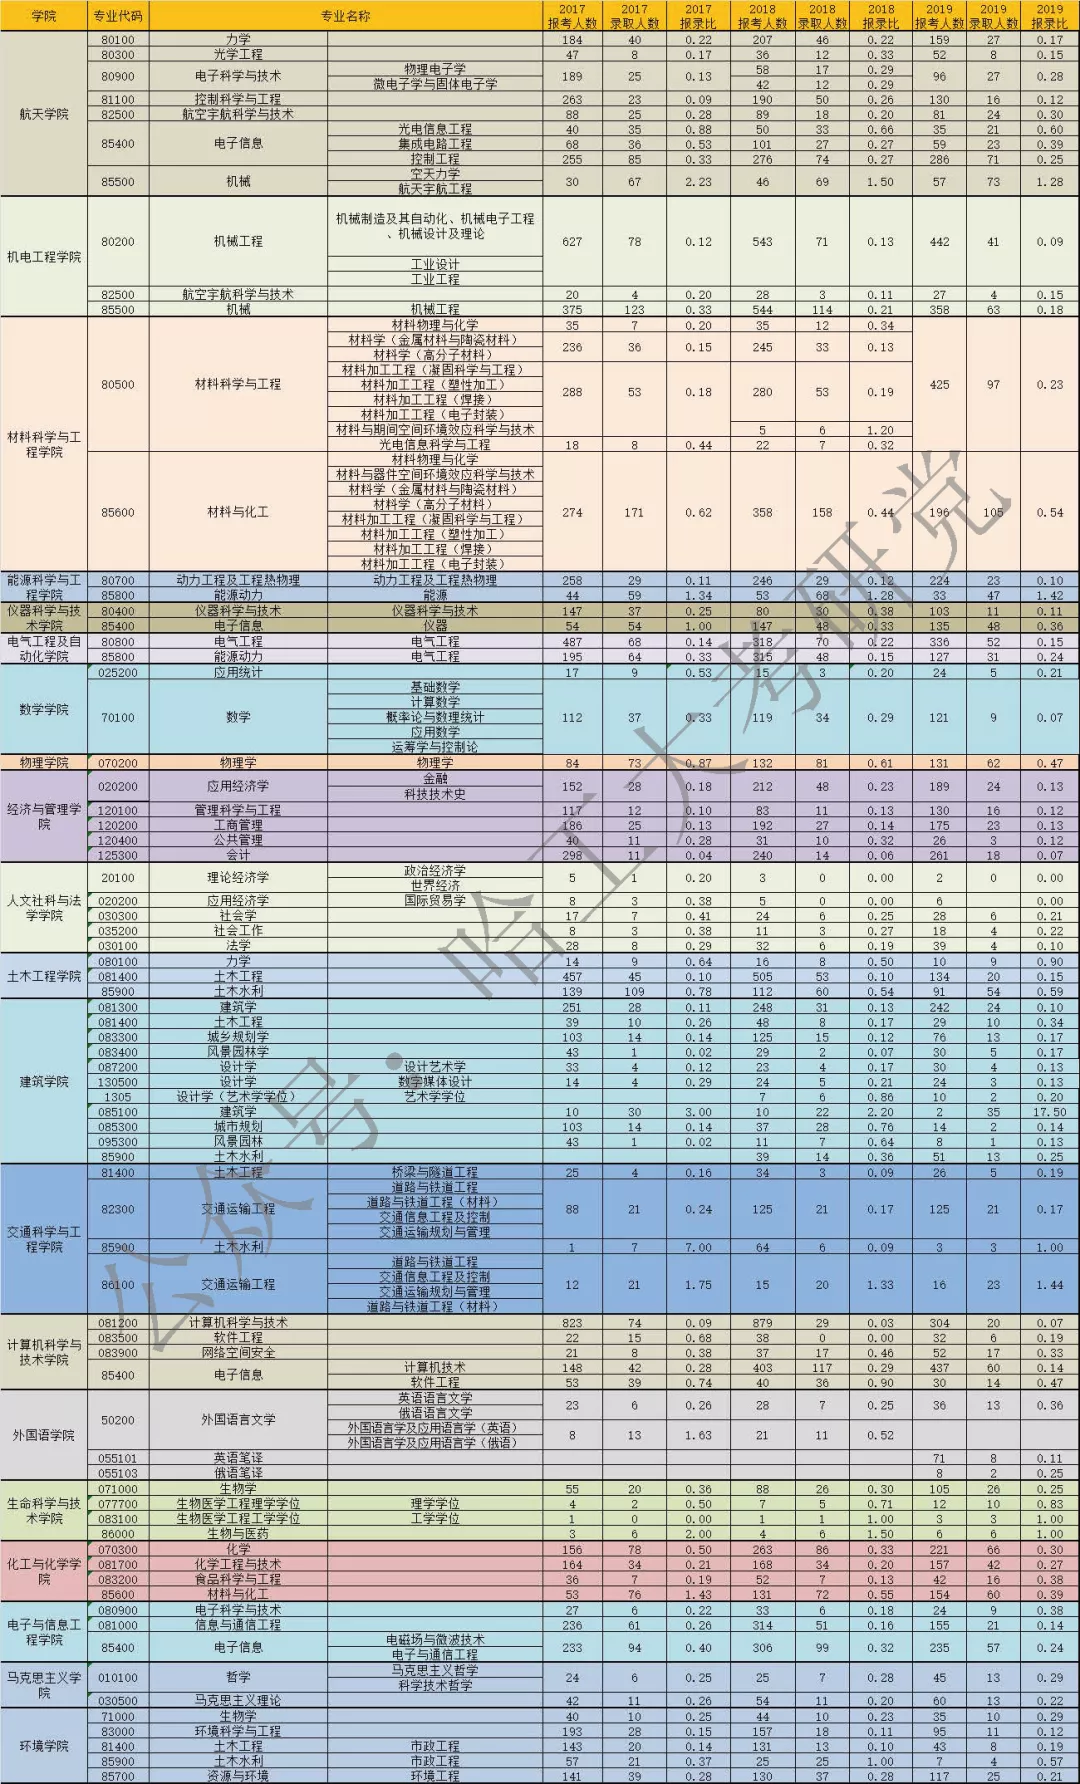 学院 专业代码 专业名称 2017报考人数 2017录取人数 2017报录比 2018报考人数 2018录取人数 2018报录比 2019报考人数 2019录取人数 2019报录比
航天学院
80100 力学 184 40 0.22 207 46 0.22 159 27 0.17
80300 光学工程 47 8 0.17 36 12 0.33 52 8 0.15
80900 电子科学与技术 物理电子学 189 25 0.13 58 17 0.29 96 27 0.28
微电子学与固体电子学 42 12 0.29
81100 控制科学与工程 263 23 0.09 190 50 0.26 130 16 0.12
82500 航空宇航科学与技术 88 25 0.28 89 18 0.20 81 24 0.30
85400 电子信息 光电信息工程 40 35 0.88 50 33 0.66 35 21 0.60
集成电路工程 68 36 0.53 101 27 0.27 59 23 0.39
控制工程 255 85 0.33 276 74 0.27 286 71 0.25
85500 机械 空天力学 30 67 2.23 46 69 1.50 57 73 1.28
航天宇航工程
机电工程学院
80200 机械工程 机械制造及其自动化、机械电子工程、机械设计及理论 627 78 0.12 543 71 0.13 442 41 0.09
工业设计
工业工程
82500 航空宇航科学与技术 20 4 0.20 28 3 0.11 27 4 0.15
85500 机械 机械工程 375 123 0.33 544 114 0.21 358 63 0.18
材料科学与工程学院
80500 材料科学与工程 材料物理与化学 35 7 0.20 35 12 0.34 425 97 0.23
材料学（金属材料与陶瓷材料） 236 36 0.15 245 33 0.13
材料学（高分子材料）
材料加工工程（凝固科学与工程） 288 53 0.18 280 53 0.19
材料加工工程（塑性加工）
材料加工工程（焊接）
材料加工工程（电子封装）
材料与期间空间环境效应科学与技术 5 6 1.20
光电信息科学与工程 18 8 0.44 22 7 0.32
85600 材料与化工 材料物理与化学 274 171 0.62 358 158 0.44 196 105 0.54
材料与器件空间环境效应科学与技术
材料学（金属材料与陶瓷材料）
材料学（高分子材料）
材料加工工程（凝固科学与工程）
材料加工工程（塑性加工）
材料加工工程（焊接）
材料加工工程（电子封装）
能源科学与工程学院
80700 动力工程及工程热物理 动力工程及工程热物理 258 29 0.11 246 29 0.12 224 23 0.10
85800 能源动力 能源 44 59 1.34 53 68 1.28 33 47 1.42
仪器科学与技术学院
80400 仪器科学与技术 仪器科学与技术 147 37 0.25 80 30 0.38 103 11 0.11
85400 电子信息 仪器 54 54 1.00 147 48 0.33 135 48 0.36
电气工程及自动化学院
80800 电气工程 电气工程 487 68 0.14 318 70 0.22 336 52 0.15
85800 能源动力 电气工程 195 64 0.33 315 48 0.15 127 31 0.24
数学学院
025200 应用统计 17 9 0.53 15 3 0.20 24 5 0.21
70100 数学 基础数学 112 37 0.33 119 34 0.29 121 9 0.07
计算数学
概率论与数理统计
应用数学
运筹学与控制论
物理学院
070200 物理学 物理学 84 73 0.87 132 81 0.61 131 62 0.47
经济与管理学院
020200 应用经济学 金融 152 28 0.18 212 48 0.23 189 24 0.13
科技技术史
120100 管理科学与工程 117 12 0.10 83 11 0.13 130 16 0.12
120200 工商管理 186 25 0.13 192 27 0.14 175 23 0.13
120400 公共管理 40 11 0.28 31 10 0.32 26 3 0.12
125300 会计 298 11 0.04 240 14 0.06 261 18 0.07
人文社科与法学学院
20100 理论经济学 政治经济学 5 1 0.20 3 0 0.00 2 0 0.00
世界经济
020200 应用经济学 国际贸易学 8 3 0.38 5 0 0.00 6 0.00
030300 社会学 17 7 0.41 24 6 0.25 28 6 0.21
035200 社会工作 8 3 0.38 11 3 0.27 18 4 0.22
030100 法学 28 8 0.29 32 6 0.19 39 4 0.10
土木工程学院
080100 力学 14 9 0.64 16 8 0.50 10 9 0.90
081400 土木工程 457 45 0.10 505 53 0.10 134 20 0.15
85900 土木水利 139 109 0.78 112 60 0.54 91 54 0.59
建筑学院
081300 建筑学 251 28 0.11 248 31 0.13 242 24 0.10
081400 土木工程 39 10 0.26 48 8 0.17 29 10 0.34
083300 城乡规划学 103 14 0.14 125 15 0.12 76 13 0.17
083400 风景园林学 43 1 0.02 29 2 0.07 30 5 0.17
087200 设计学 设计艺术学 33 4 0.12 23 4 0.17 30 4 0.13
130500 设计学 数字媒体设计 14 4 0.29 24 5 0.21 24 3 0.13
1305 设计学（艺术学学位） 艺术学学位 7 6 0.86 10 2 0.20
085100 建筑学 10 30 3.00 10 22 2.20 2 35 17.50
085300 城市规划 103 14 0.14 37 28 0.76 14 2 0.14
095300 风景园林 43 1 0.02 11 7 0.64 8 1 0.13
85900 土木水利 39 14 0.36 51 13 0.25
交通科学与工程学院
81400 土木工程 桥梁与隧道工程 25 4 0.16 34 3 0.09 26 5 0.19
82300 交通运输工程 道路与铁道工程 88 21 0.24 125 21 0.17 125 21 0.17
道路与铁道工程（材料）
交通信息工程及控制
交通运输规划与管理
85900 土木水利 1 7 7.00 64 6 0.09 3 3 1.00
86100 交通运输工程 道路与铁道工程 12 21 1.75 15 20 1.33 16 23 1.44
交通信息工程及控制
交通运输规划与管理
道路与铁道工程（材料）
计算机科学与技术学院
081200 计算机科学与技术 823 74 0.09 879 29 0.03 304 20 0.07
083500 软件工程 22 15 0.68 38 0 0.00 32 6 0.19
083900 网络空间安全 21 8 0.38 37 17 0.46 52 17 0.33
85400 电子信息 计算机技术 148 42 0.28 403 117 0.29 437 60 0.14
软件工程 53 39 0.74 40 36 0.90 30 14 0.47
外国语学院
50200 外国语言文学 英语语言文学 23 6 0.26 28 7 0.25 36 13 0.36
俄语语言文学
外国语言学及应用语言学（英语） 8 13 1.63 21 11 0.52
外国语言学及应用语言学（俄语）
055101 英语笔译 71 8 0.11
055103 俄语笔译 8 2 0.25
生命科学与技术学院
071000 生物学 55 20 0.36 88 26 0.30 105 26 0.25
077700 生物医学工程理学学位 理学学位 4 2 0.50 7 5 0.71 12 10 0.83
083100 生物医学工程工学学位 工学学位 1 0 0.00 1 1 1.00 3 3 1.00
86000 生物与医药 3 6 2.00 4 6 1.50 6 6 1.00
化工与化学学院
070300 化学 156 78 0.50 263 86 0.33 221 66 0.30
081700 化学工程与技术 164 34 0.21 168 34 0.20 157 42 0.27
083200 食品科学与工程 36 7 0.19 52 7 0.13 42 16 0.38
85600 材料与化工 53 76 1.43 131 72 0.55 154 60 0.39
电子与信息工程学院
080900 电子科学与技术 27 6 0.22 33 6 0.18 24 9 0.38
081000 信息与通信工程 236 61 0.26 314 51 0.16 155 21 0.14
85400 电子信息 电磁场与微波技术 233 94 0.40 306 99 0.32 235 57 0.24
电子与通信工程
马克思主义学院
010100 哲学 马克思主义哲学 24 6 0.25 25 7 0.28 45 13 0.29
科学技术哲学
030500 马克思主义理论 42 11 0.26 54 11 0.20 60 13 0.22
环境学院
71000 生物学 40 10 0.25 44 10 0.23 35 10 0.29
83000 环境科学与工程 193 28 0.15 157 18 0.11 95 11 0.12
81400 土木工程 市政工程 143 20 0.14 131 13 0.10 43 8 0.19
85900 土木水利 市政工程 57 21 0.37 25 25 1.00 7 4 0.57
85700 资源与环境 环境工程 141 39 0.28 130 37 0.28 117 25 0.21
公众号：哈工大考研党